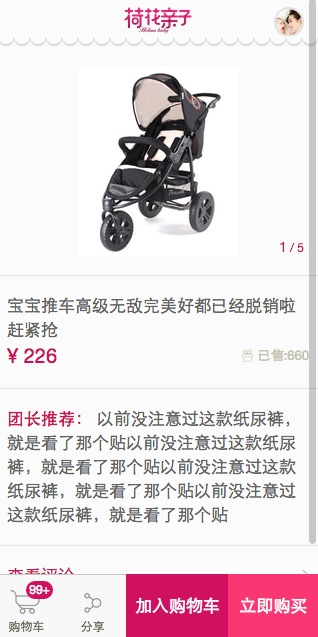 荷花亲子
Hehua baby
1 / 5
宝宝推车高级无敌完美好都已经脱销啦
赶紧抢
¥ 226
已售:660
团长推荐： 以前没注意过这款纸尿裤，
就是看了那个贴以前没注意过这款纸尿
裤，就是看了那个贴以前没注意过这款
纸尿裤，就是看了那个贴以前没注意过
这款纸尿裤，就是看了那个贴
查看评论
99+
购物车
分享
加入购物车
立即购买